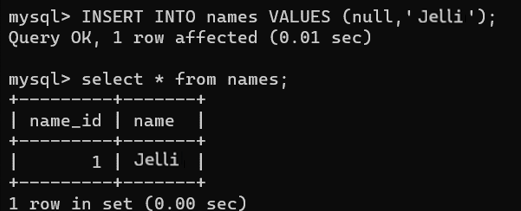 mysql> INSERT INTO names VALUES (null,'Jelli');
Query OK, 1 row affected (0.01 sec)
mysql> select * from names;
+---------+-------+
| name_id | name  |
+---------+-------+
|       1 | Jelli |
+---------+-------+
1 row in set (0.00 sec)